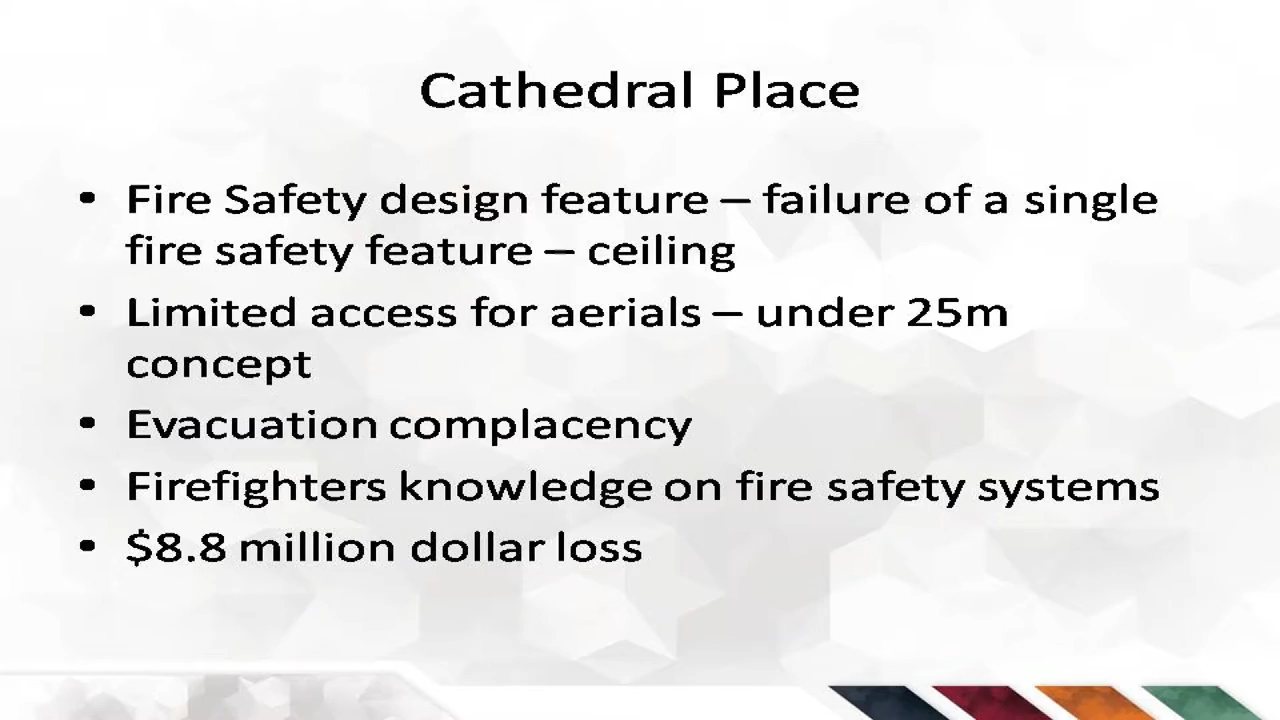 Cathedral Place
• Fire Safety design feature – failure of a single
fire safety feature – ceiling
• Limited access for aerials – under 25m
concept
• Evacuation complacency
• Firefighters knowledge on fire safety systems
• $8.8 million dollar loss